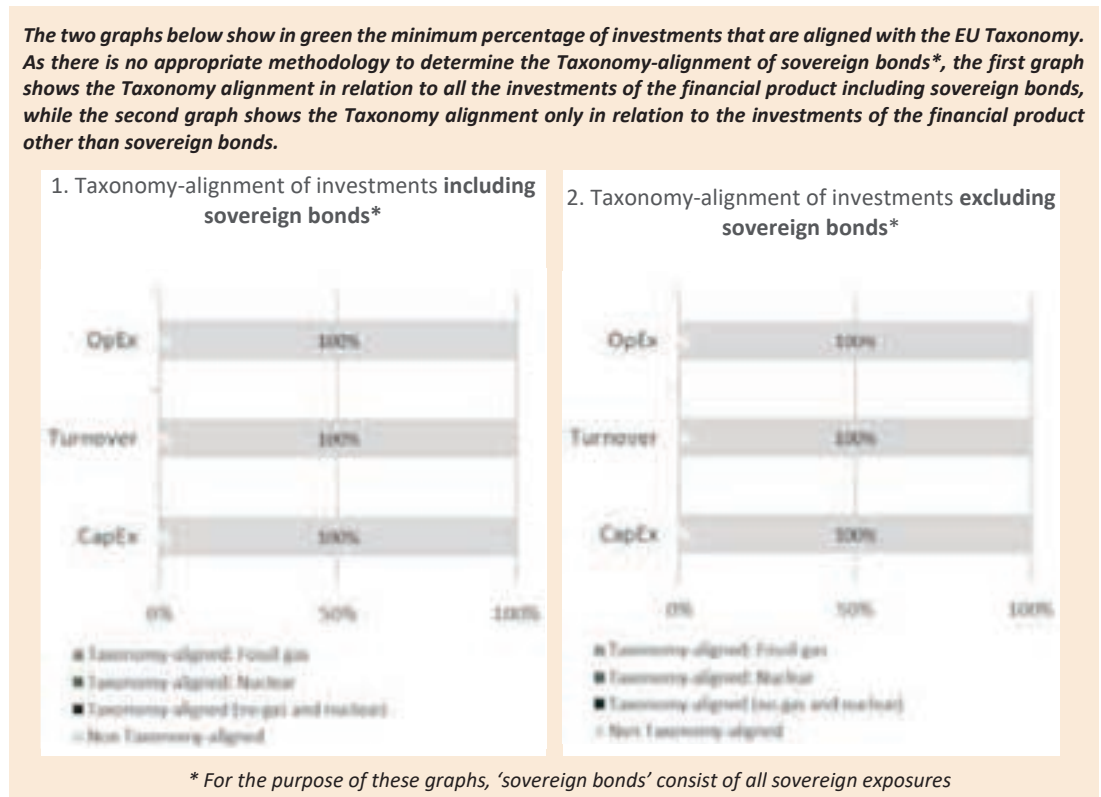 The two graphs below show in green the minimum percentage of investments that are aligned with the EU Taxonomy.
As there is no appropriate methodology to determine the Taxonomy-alignment of sovereign bonds*, the first graph
shows the Taxonomy alignment in relation to all the investments of the financial product including sovereign bonds,
while the second graph shows the Taxonomy alignment only in relation to the investments of the financial product
other than sovereign bonds.
1. Taxonomy-alignment of investments including
sovereign bonds*
OpEx
100%
Turnover
100%
CapEx
100%
0% 50% 100%
Taxonomy-aligned: Fossil gas
Taxonomy-aligned: Nuclear
Taxonomy-aligned (no gas and nuclear)
Non Taxonomy-aligned
2. Taxonomy-alignment of investments excluding
sovereign bonds*
OpEx
100%
Turnover
100%
CapEx
100%
0% 50% 100%
Taxonomy-aligned: Fossil gas
Taxonomy-aligned: Nuclear
Taxonomy-aligned (no gas and nuclear)
Non Taxonomy-aligned
* For the purpose of these graphs, ‘sovereign bonds’ consist of all sovereign exposures